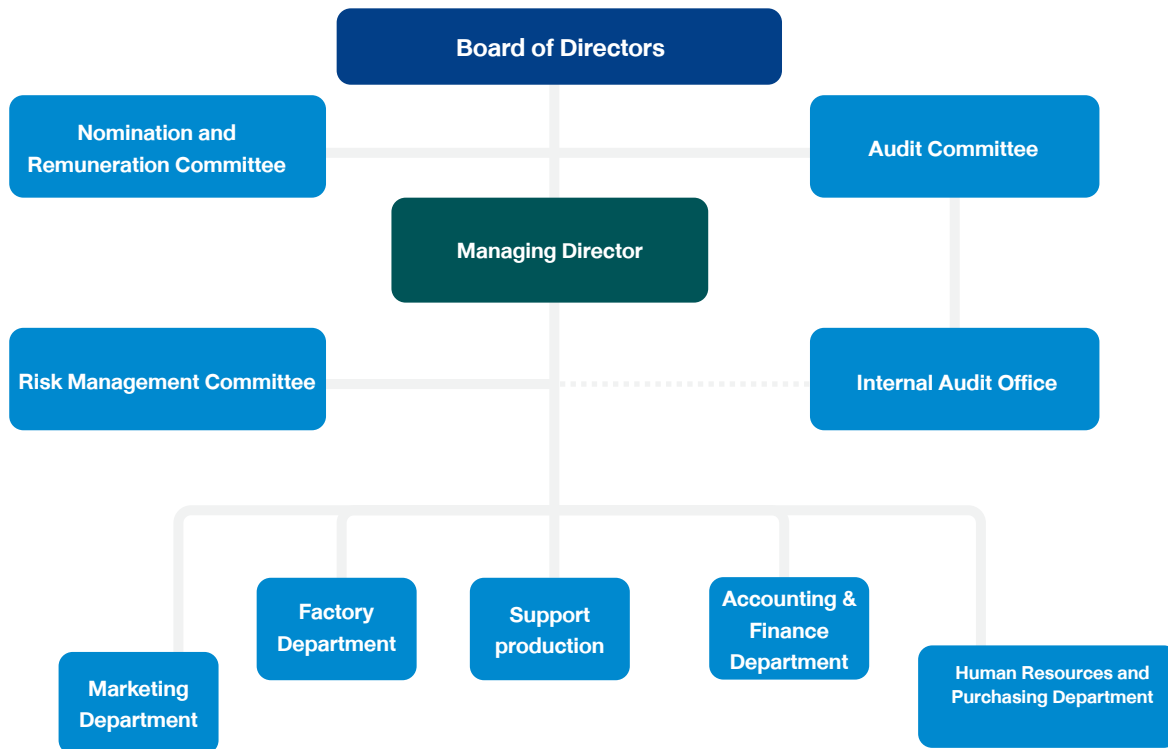 Board of Directors
Nomination and
Remuneration Committee
Audit Committee
Managing Director
Risk Management Committee
Internal Audit Office
Factory
Department
Support
production
Accounting &
Finance
Department
Marketing
Department
Human Resources and
Purchasing Department